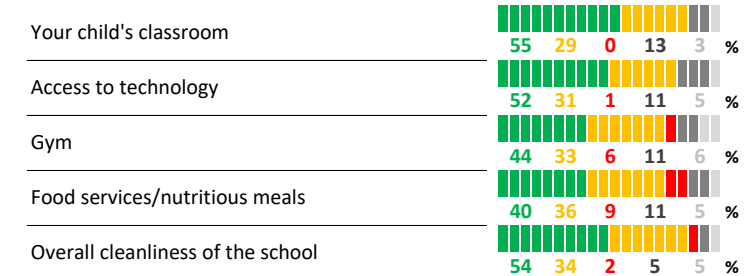 Your child's classroom
55 29 0 13 3 %
Access to technology
52 31 1 11 5 %
Gym
44 33 6 11 6 %
Food services/nutritious meals
40 36 9 11 5 %
Overall cleanliness of the school
54 34 2 5 5 %